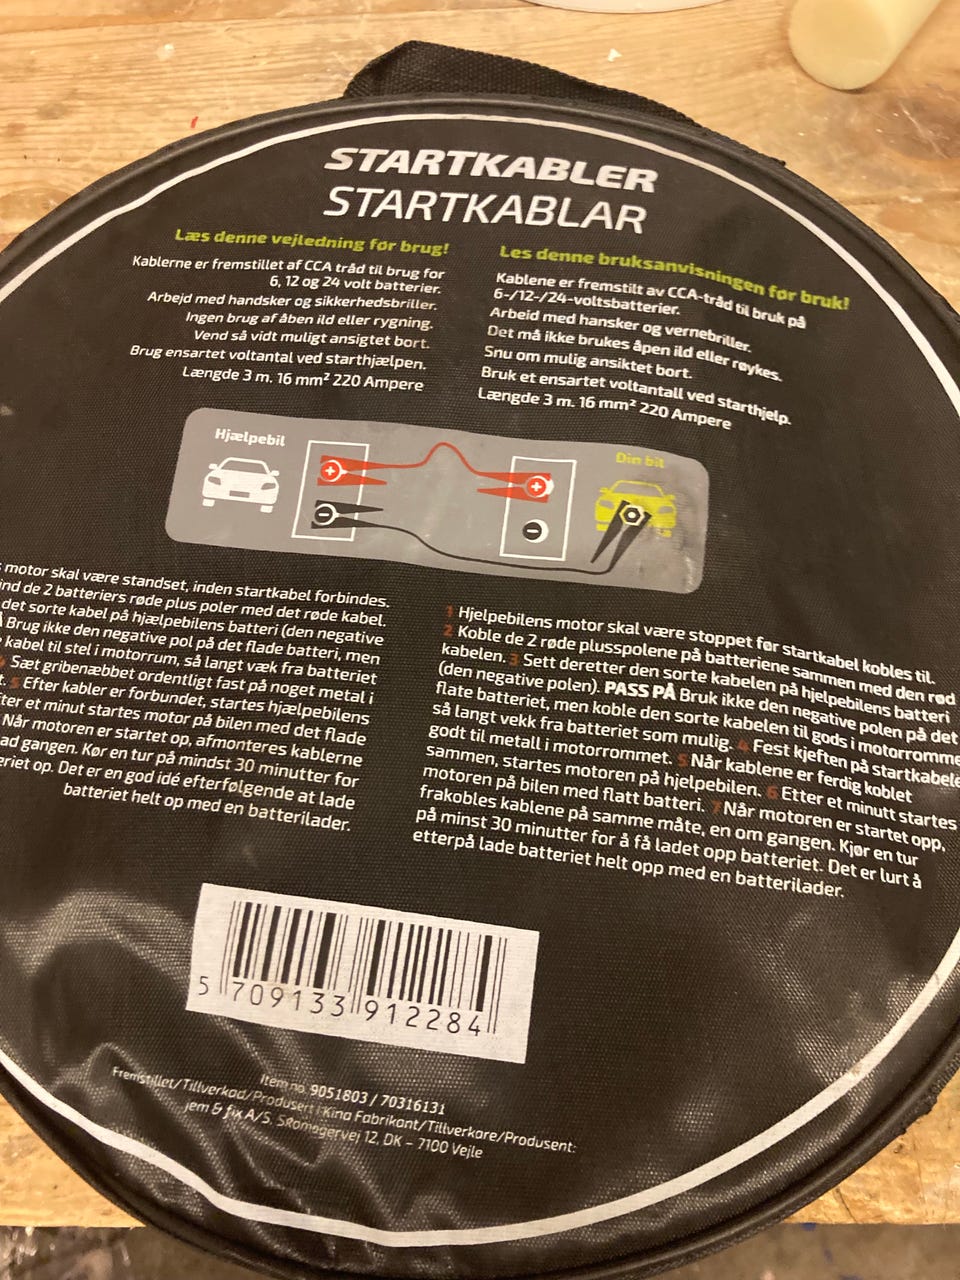 STARTKABLER
STARTKABLAR
Læs denne vejledning før brug!
Kablerne er fremstillet af CCA tråd til brug for
6, 12 og 24 volt batterier.
Arbejd med handsker og sikkerhedsbriller.
Ingen brug af åben ild eller rygning.
Vend så vidt muligt ansigtet bort.
Brug ensartet voltantal ved starthjælpen.
Længde 3 m. 16 mm² 220 Ampere
Les denne bruksanvisningen før bruk!
Kablene er fremstilt av CCA-tråd til bruk på
6-/12-/24-voltsbatterier.
Arbeid med hansker og vernebriller.
Det må ikke brukes åpen ild eller røykes.
Snu om mulig ansiktet bort.
Bruk et ensartet voltantall ved starthjelp.
Længde 3 m. 16 mm² 220 Ampere
Hjælpebil
+
−
+
−
Din bil
motor skal være standset, inden startkabel forbindes.
de 2 batteriers røde plus poler med det røde kabel.
det sorte kabel på hjælpebilens batteri (den negative
Brug ikke den negative pol på det flade batteri, men
kabel til stel i motorrum, så langt væk fra batteriet
Sæt gribenæbbet ordentligt fast på noget metal i
5 Efter kabler er forbundet, startes hjælpebilens
et minut startes motor på bilen med det flade
Når motoren er startet op, afmonteres kablerne
ad gangen. Kør en tur på mindst 30 minutter for
op. Det er en god idé efterfølgende at lade
batteriet helt op med en batterilader.
1 Hjelpebilens motor skal være stoppet før startkabel kobles til.
2 Koble de 2 røde plusspolene på batteriene sammen med den rød
kabelen. 3 Sett deretter den sorte kabelen på hjelpebilens batteri
(den negative polen). PASS PÅ Bruk ikke den negative polen på det
flate batteriet, men koble den sorte kabelen til gods i motorromme
så langt vekk fra batteriet som mulig. 4 Fest kjeften på startkabele
godt til metall i motorrommet. 5 Når kablene er ferdig koblet
sammen, startes motoren på hjelpebilen. 6 Etter et minutt startes
motoren på bilen med flatt batteri. 7 Når motoren er startet opp,
frakobles kablene på samme måte, en om gangen. Kjør en tur
på minst 30 minutter for å få ladet opp batteriet. Det er lurt å
etterpå lade batteriet helt opp med en batterilader.
5 709133 912284
Item no. 9051803 / 70316131
Fremstillet/Tillverkad/Produsert i Kina Fabrikant/Tillverkare/Produsent:
jem & fix A/S, Skomagervej 12, DK – 7100 Vejle